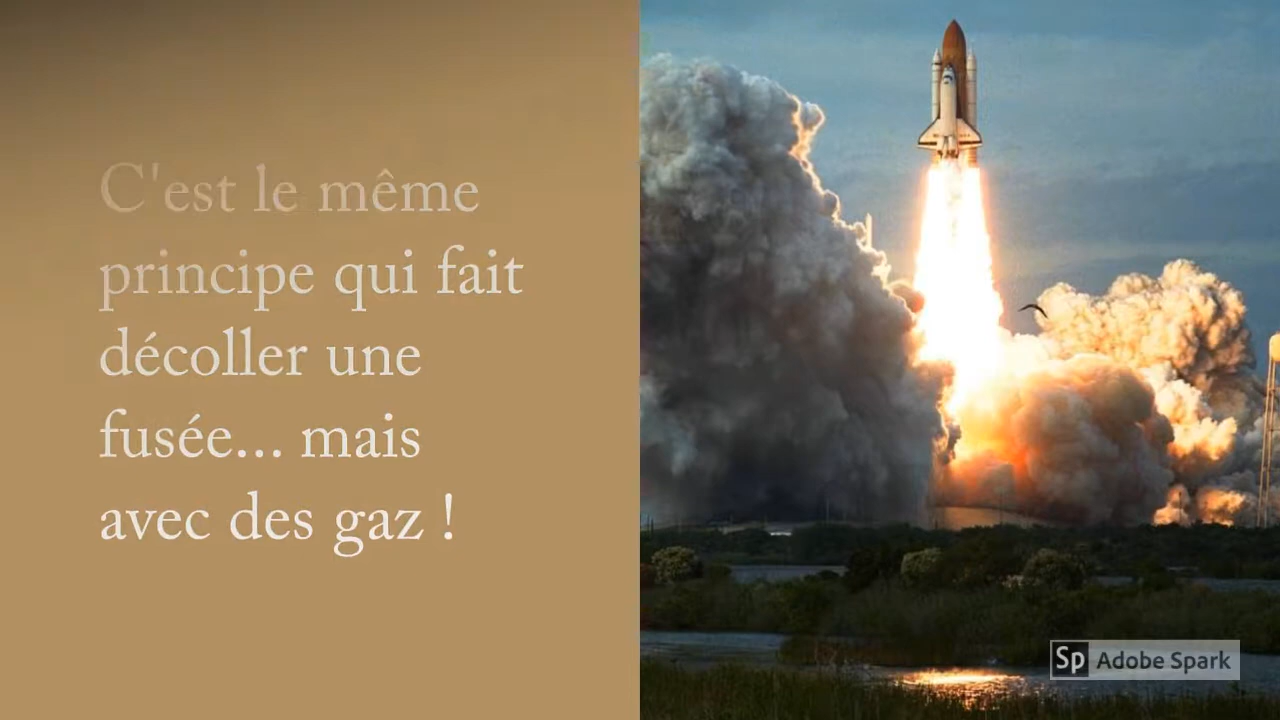 C'est le même
principe qui fait
décoller une
fusée... mais
avec des gaz !
Sp Adobe Spark